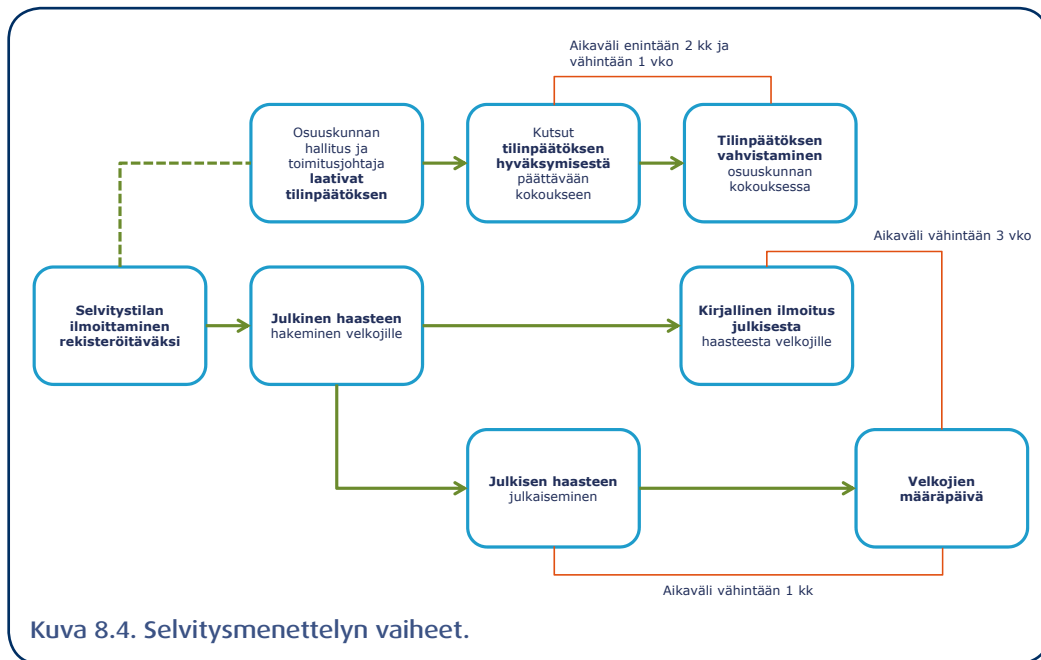 Aikaväli enintään 2 kk ja
vähintään 1 vko
Osuuskunnan
hallitus ja
toimitusjohtaja
laativat
tilinpäätöksen
Kutsut
tilinpäätöksen
hyväksymisestä
päättävään
kokoukseen
Tilinpäätöksen
vahvistaminen
osuuskunnan
kokouksessa
Aikaväli vähintään 3 vko
Selvitystilan
ilmoittaminen
rekisteröitäväksi
Julkinen haasteen
hakeminen velkojille
Kirjallinen ilmoitus
julkisesta
haasteesta velkojille
Julkisen haasteen
julkaiseminen
Velkojien
määräpäivä
Aikaväli vähintään 1 kk
Kuva 8.4. Selvitysmenettelyn vaiheet.